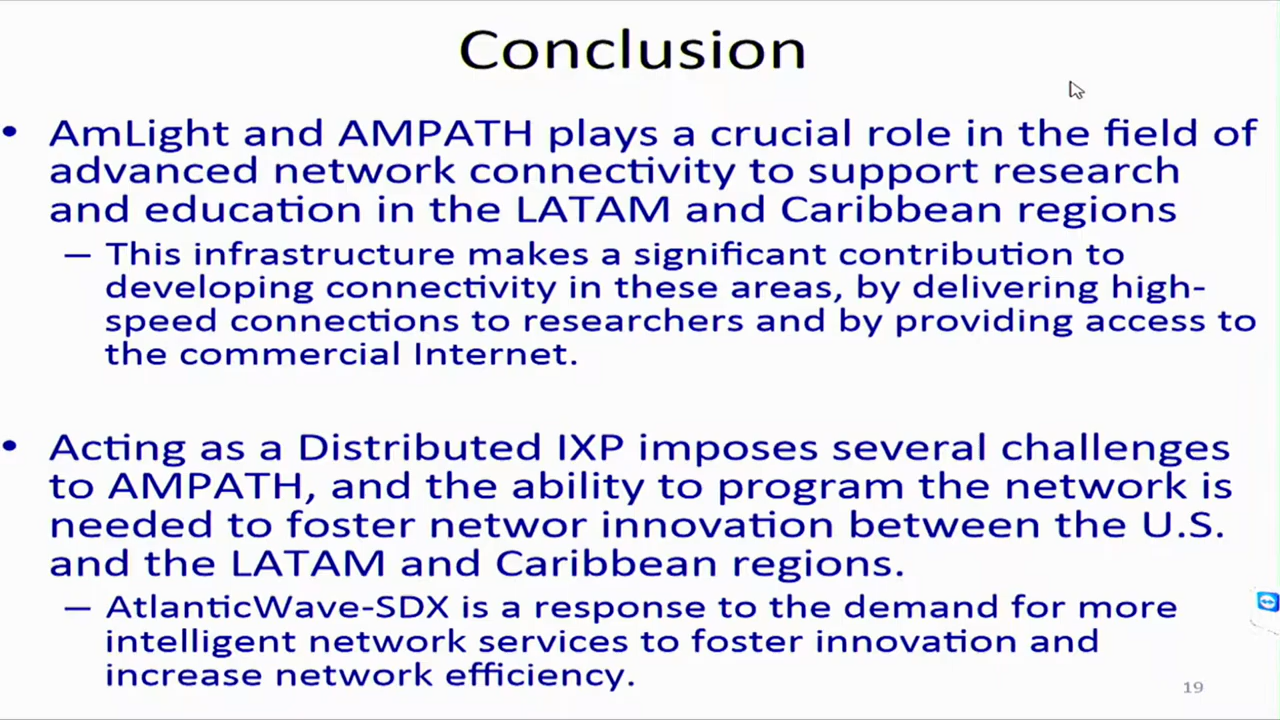 Conclusion
• AmLight and AMPATH plays a crucial role in the field of
advanced network connectivity to support research
and education in the LATAM and Caribbean regions
– This infrastructure makes a significant contribution to
developing connectivity in these areas, by delivering high-
speed connections to researchers and by providing access to
the commercial Internet.
• Acting as a Distributed IXP imposes several challenges
to AMPATH, and the ability to program the network is
needed to foster networ innovation between the U.S.
and the LATAM and Caribbean regions.
– AtlanticWave-SDX is a response to the demand for more
intelligent network services to foster innovation and
increase network efficiency.
19